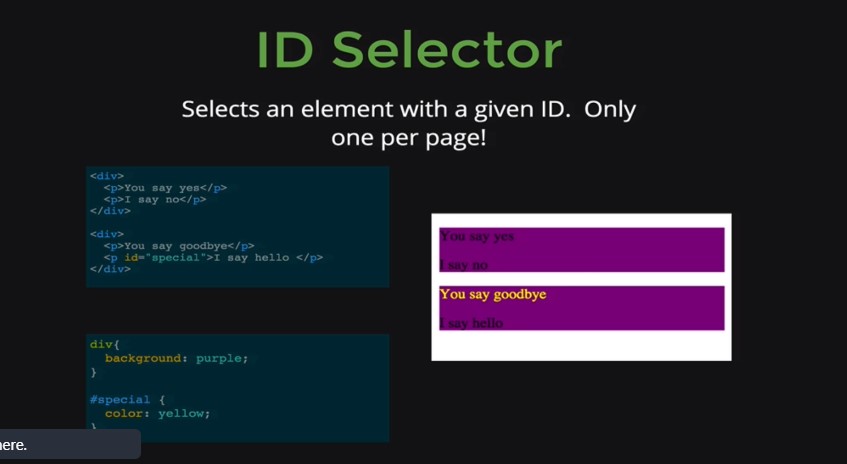 ID Selector
Selects an element with a given ID.  Only
one per page!
<div>
  <p>You say yes</p>
  <p>I say no</p>
</div>
<div>
  <p>You say goodbye</p>
  <p id="special">I say hello </p>
</div>
div{
  background: purple;
}
#special {
  color: yellow;
}
You say yes
I say no
You say goodbye
I say hello
here.